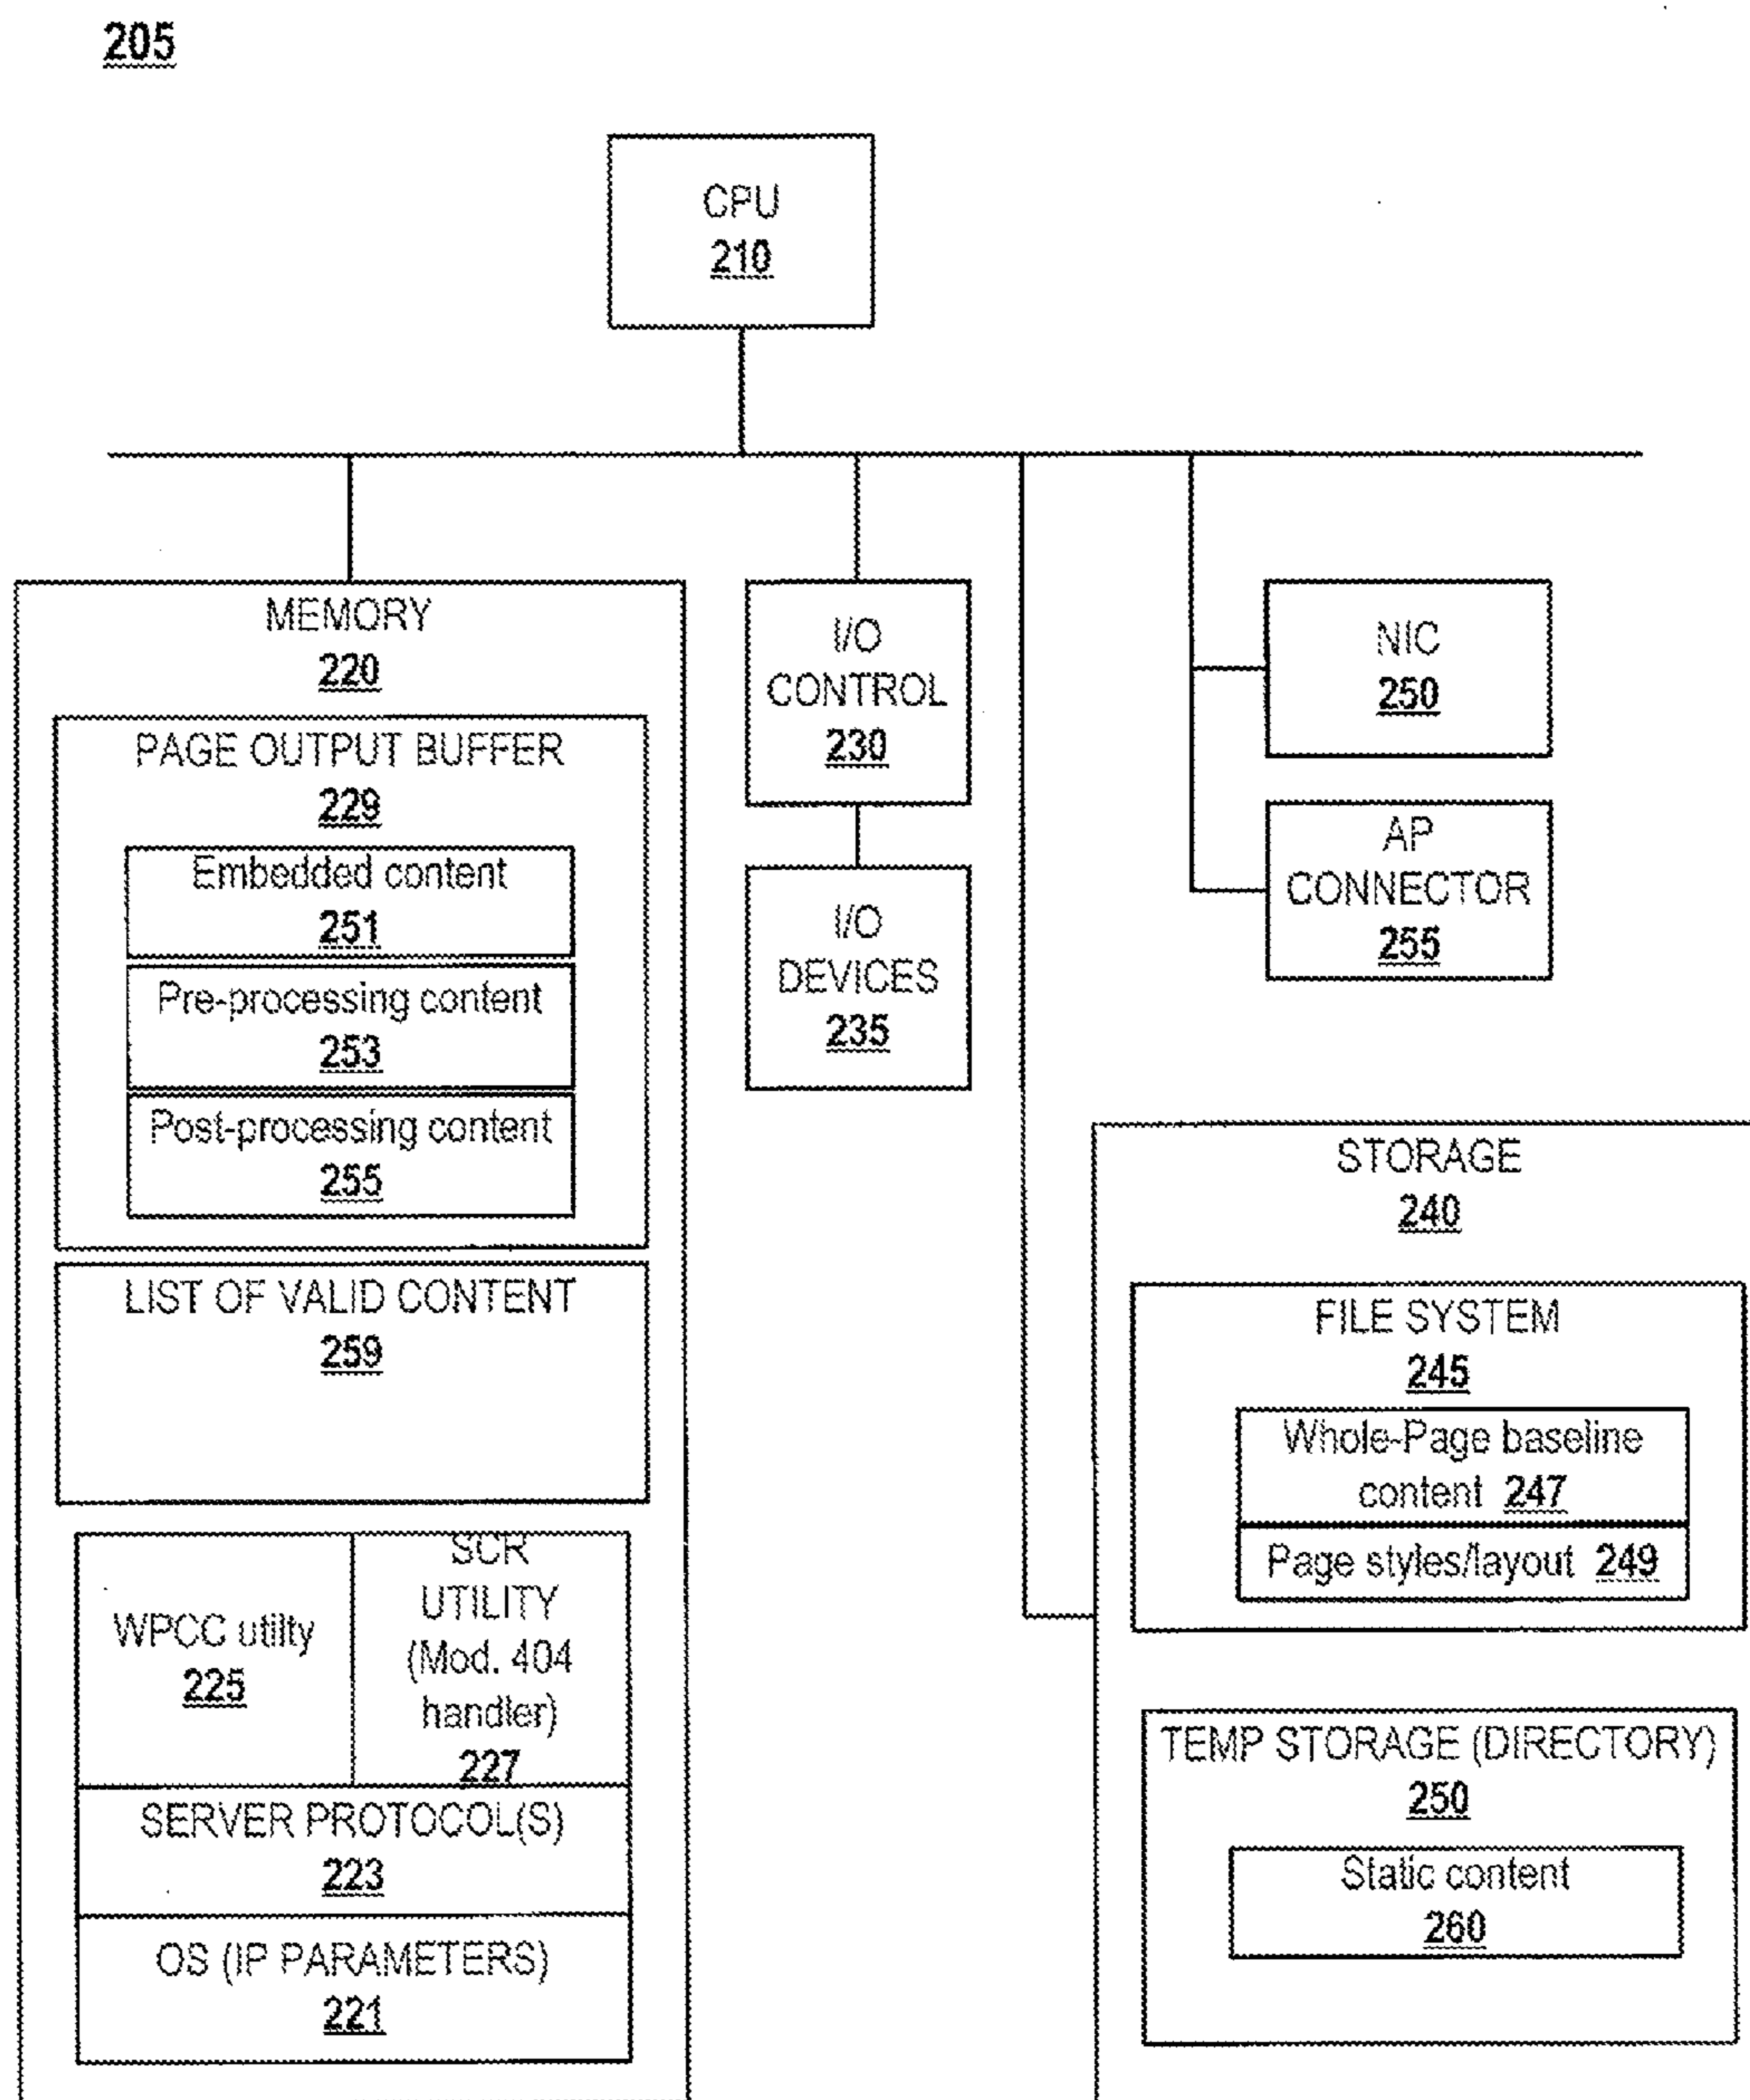 205
CPU
210
MEMORY
220
PAGE OUTPUT BUFFER
229
Embedded content
251
Pre-processing content
253
Post-processing content
255
LIST OF VALID CONTENT
259
WPCC utilty
225
SCR
UTILITY
(Mod. 404
handler)
227
SERVER PROTOCOL(S)
223
OS (IP PARAMETERS)
221
I/O
CONTROL
230
I/O
DEVICES
235
NIC
250
AP
CONNECTOR
255
STORAGE
240
FILE SYSTEM
245
Whole-Page baseline
content 247
Page styles/layout 249
TEMP STORAGE (DIRECTORY)
250
Static content
260